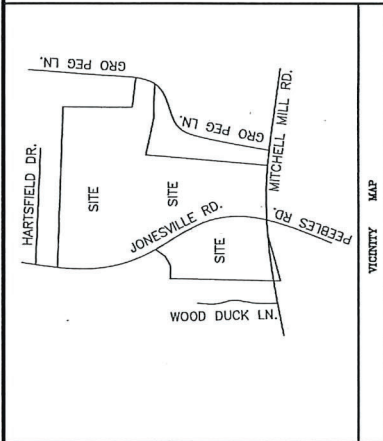 GRO PEG LN.
GRO PEG LN.
MITCHELL MILL RD.
HARTSFIELD DR.
SITE
SITE
JONESVILLE RD.
SITE
PEEBLES RD.
WOOD DUCK LN.
VICINITY MAP